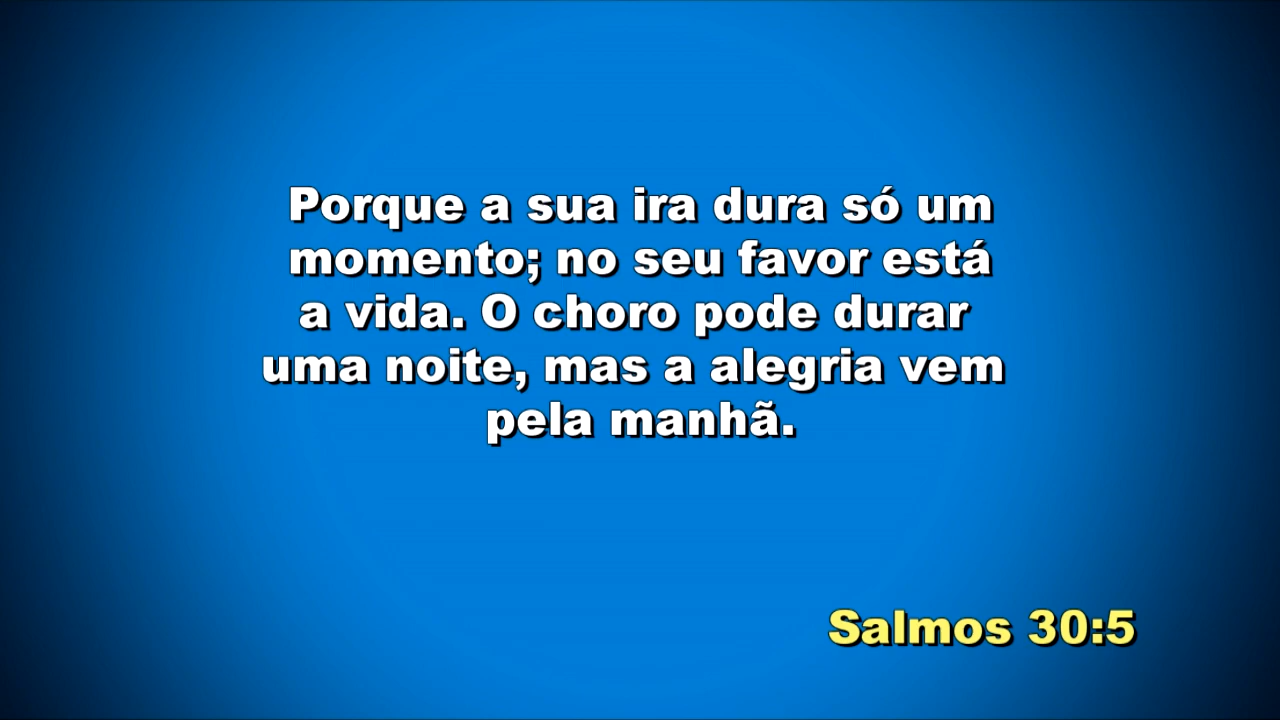 Porque a sua ira dura só um
momento; no seu favor está
a vida. O choro pode durar
uma noite, mas a alegria vem
pela manhã.
Salmos 30:5